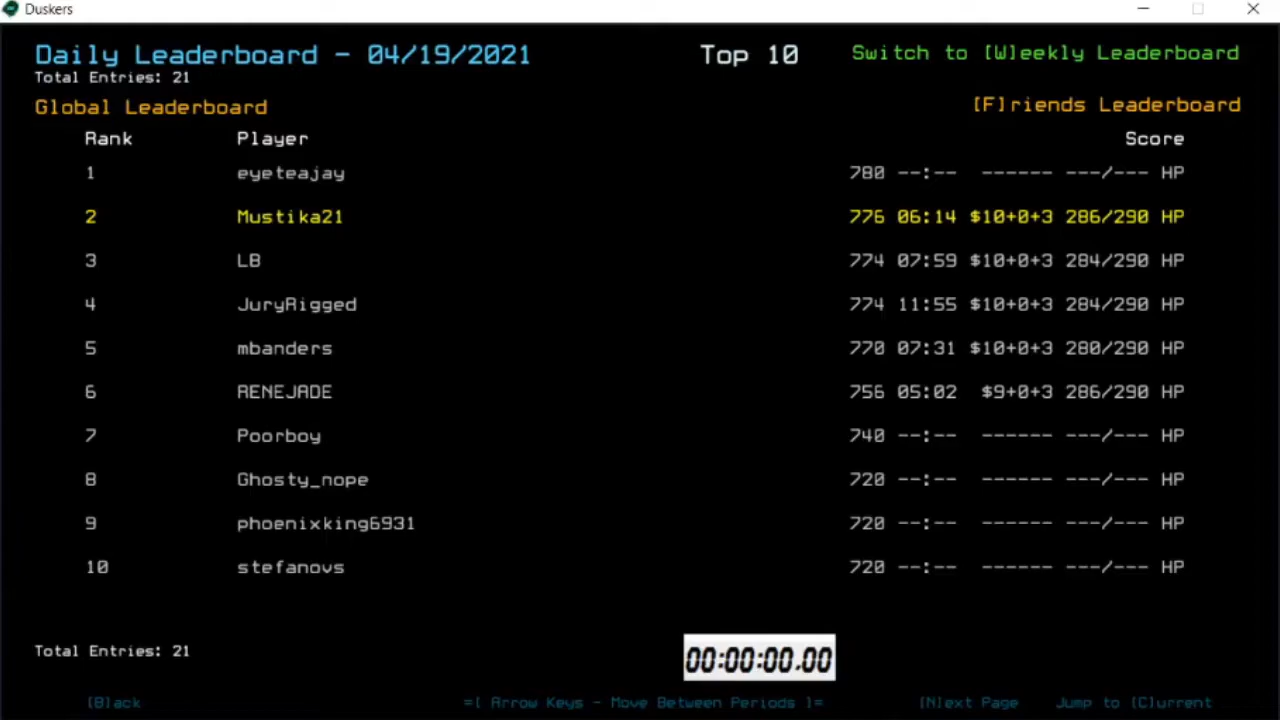 Duskers
Daily Leaderboard - 04/19/2021 Top 10 Switch to [W]eekly Leaderboard
Total Entries: 21
Global Leaderboard [F]riends Leaderboard
Rank Player Score
1 eyeteajay 780 --:-- ------ ---/--- HP
2 Mustika21 776 06:14 $10+0+3 286/290 HP
3 LB 774 07:59 $10+0+3 284/290 HP
4 JuryRigged 774 11:55 $10+0+3 284/290 HP
5 mbanders 770 07:31 $10+0+3 280/290 HP
6 RENEJADE 756 05:02 $9+0+3 286/290 HP
7 Poorboy 740 --:-- ------ ---/--- HP
8 Ghosty_nope 720 --:-- ------ ---/--- HP
9 phoenixking6931 720 --:-- ------ ---/--- HP
10 stefanovs 720 --:-- ------ ---/--- HP
Total Entries: 21
00:00:00.00
[B]ack =[ Arrow Keys - Move Between Periods ]= [N]ext Page Jump to [C]urrent